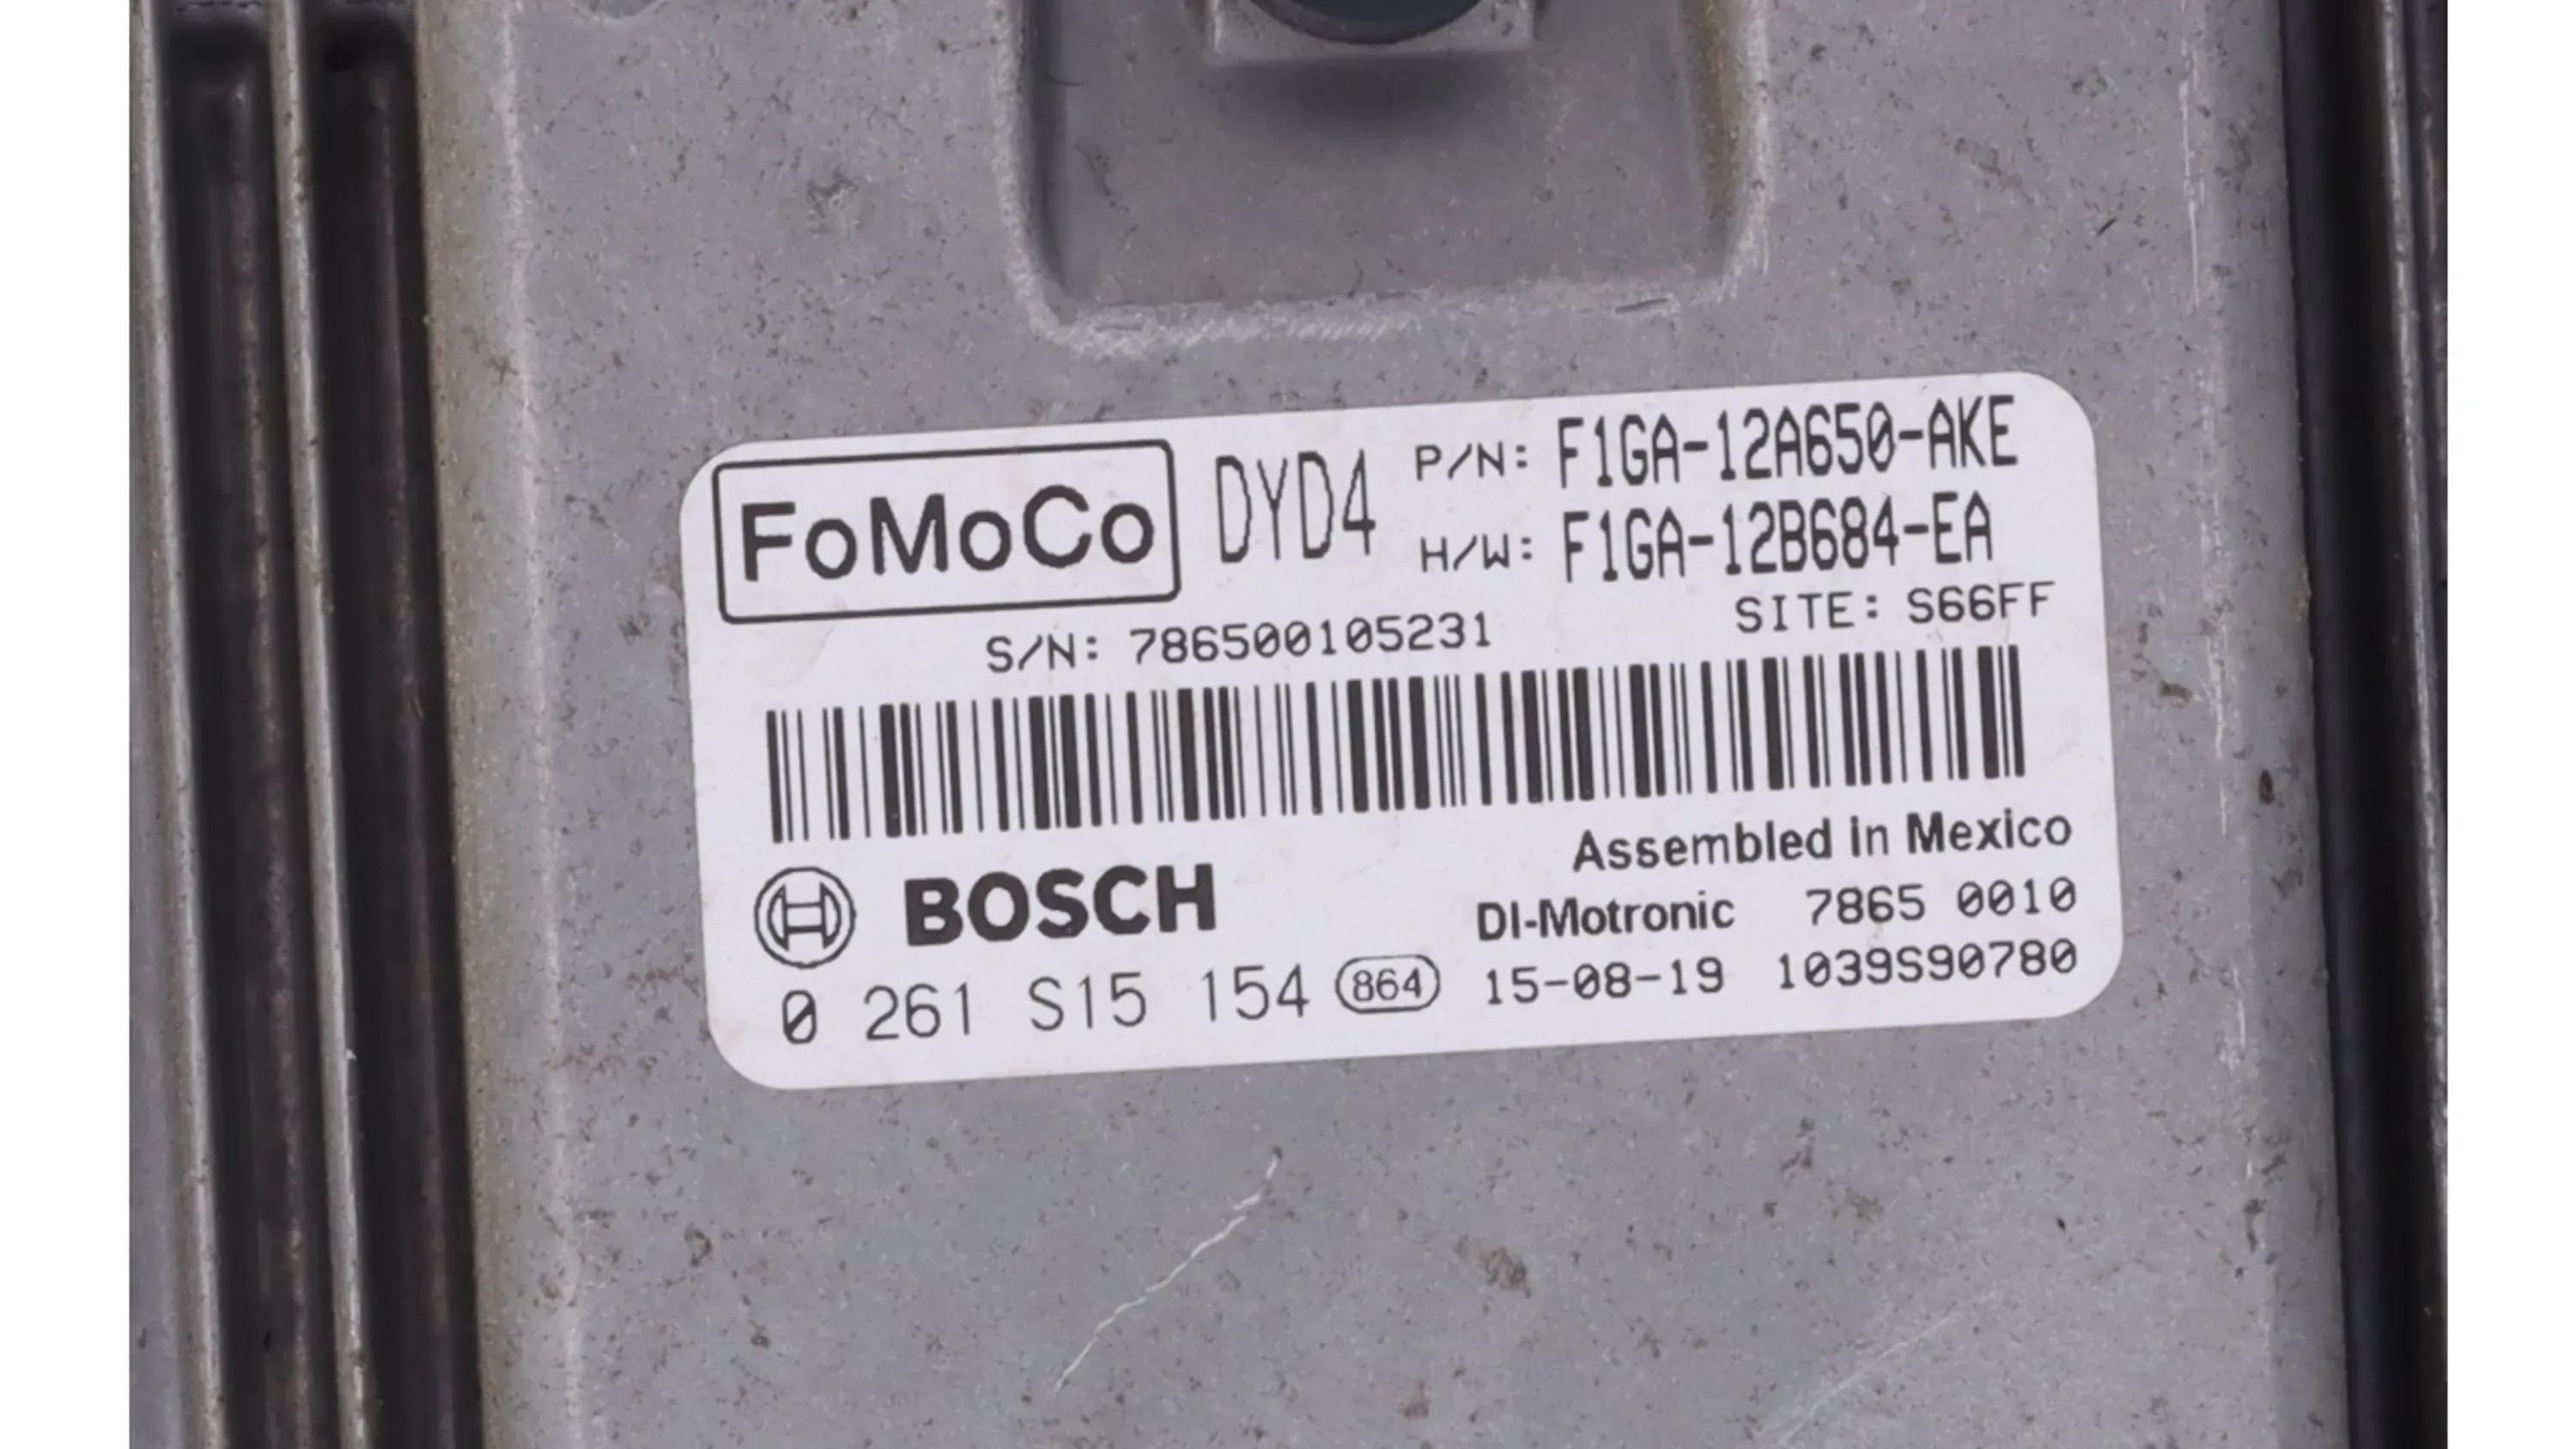 FoMoCo DYD4 P/N: F1GA-12A650-AKE
H/W: F1GA-12B684-EA
S/N: 786500105231 SITE: S66FF
Assembled in Mexico
BOSCH DI-Motronic 7865 0010
0 261 S15 154 864 15-08-19 1039S90780